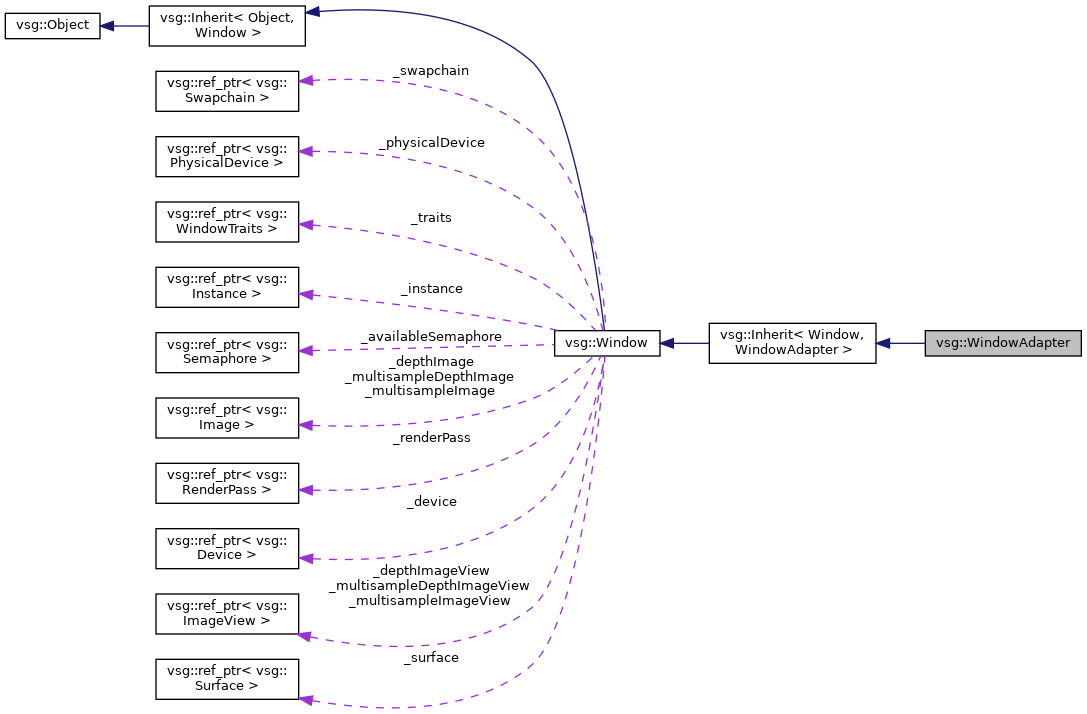 vsg::Object
vsg::Inherit< Object,
Window >
_swapchain
vsg::ref_ptr< vsg::
Swapchain >
_physicalDevice
vsg::ref_ptr< vsg::
PhysicalDevice >
_traits
vsg::ref_ptr< vsg::
WindowTraits >
_instance
vsg::ref_ptr< vsg::
Instance >
_availableSemaphore
vsg::ref_ptr< vsg::
Semaphore >
vsg::Window
vsg::Inherit< Window,
WindowAdapter >
vsg::WindowAdapter
_depthImage
_multisampleDepthImage
_multisampleImage
vsg::ref_ptr< vsg::
Image >
_renderPass
vsg::ref_ptr< vsg::
RenderPass >
_device
vsg::ref_ptr< vsg::
Device >
_depthImageView
_multisampleDepthImageView
_multisampleImageView
vsg::ref_ptr< vsg::
ImageView >
_surface
vsg::ref_ptr< vsg::
Surface >